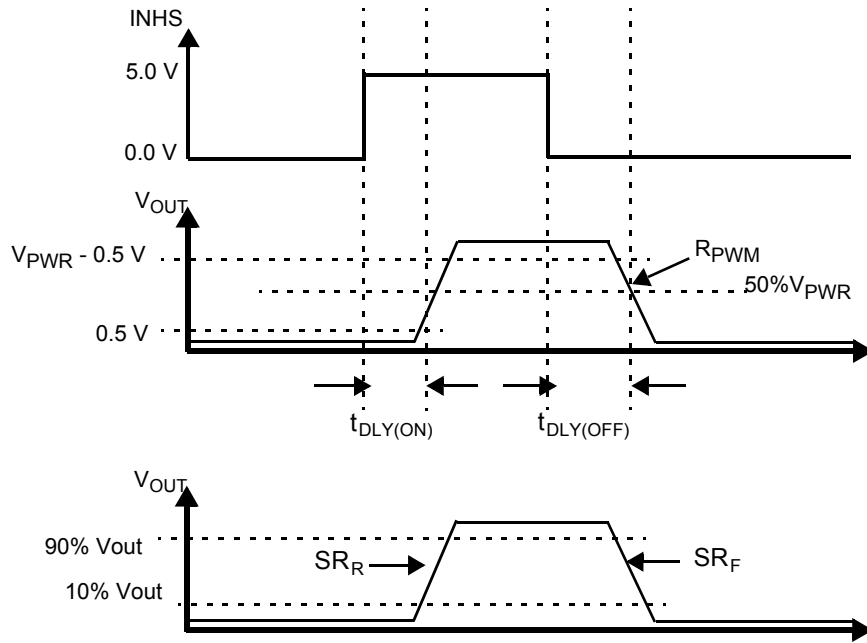 INHS
5.0 V
0.0 V
VOUT
VPWR - 0.5 V
RPWM
50%VPWR
0.5 V
tDLY(ON)
tDLY(OFF)
VOUT
90% Vout
SRR
SRF
10% Vout